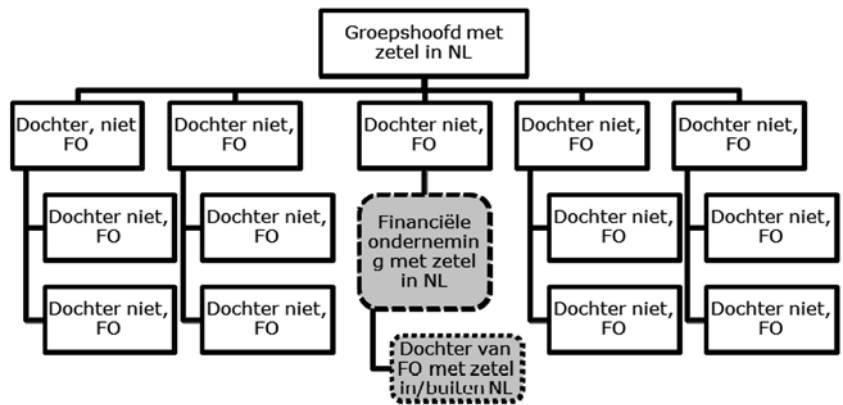 Groepshoofd met
zetel in NL
Dochter, niet
FO
Dochter niet,
FO
Dochter niet,
FO
Dochter niet,
FO
Dochter niet,
FO
Dochter niet,
FO
Dochter niet,
FO
Financiële
ondernemin
g met zetel
in NL
Dochter niet,
FO
Dochter niet,
FO
Dochter niet,
FO
Dochter niet,
FO
Dochter niet,
FO
Dochter niet,
FO
Dochter van
FO met zetel
in/buiten NL